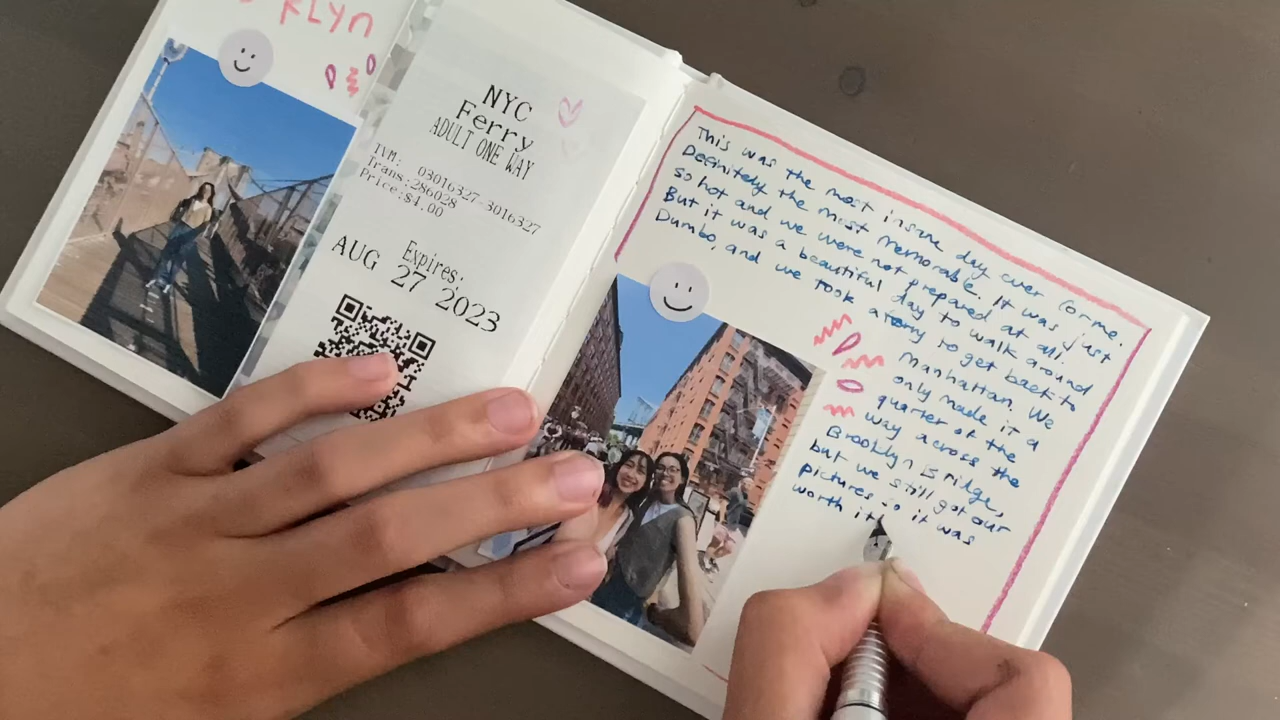 KLYn
NYC
Ferry
ADULT ONE WAY
TVM: 03016327-3016327
Trans:286028
Price:$4.00
Expires:
AUG 27 2023
This was the most insane day ever for me.
Definitely the most memorable. It was just
so hot and we were not prepared at all.
But it was a beautiful day to walk around
Dumbo, and we took a ferry to get back to
Manhattan. We
only made it a
quarter of the
way across the
Brooklyn Bridge,
but we still got our
pictures so it was
worth it!